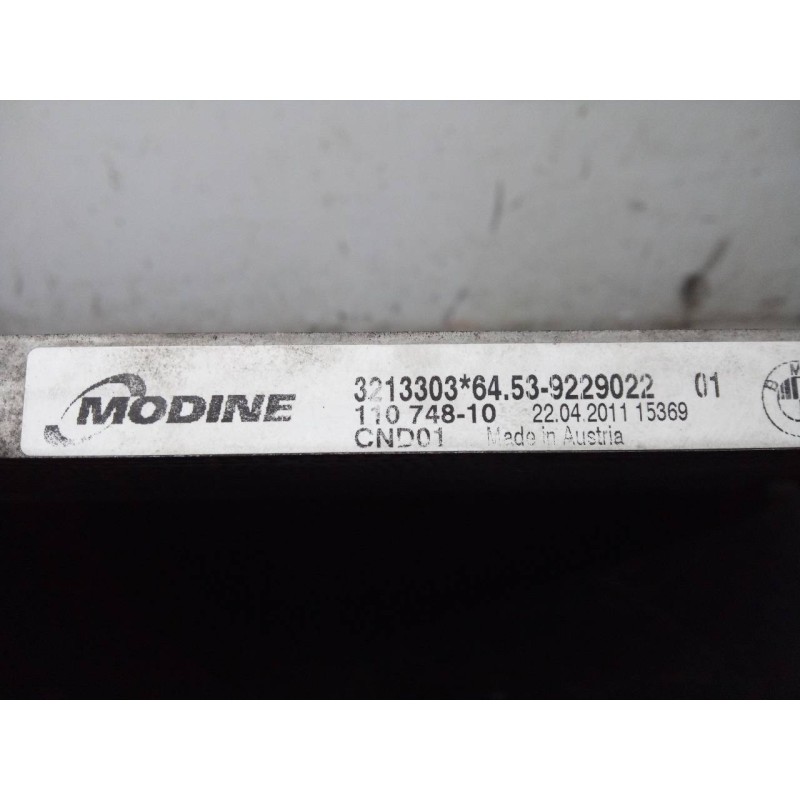 MODINE
3213303*64.53-9229022 01
110 748-10 22.04.2011 15369
CND01 Made in Austria